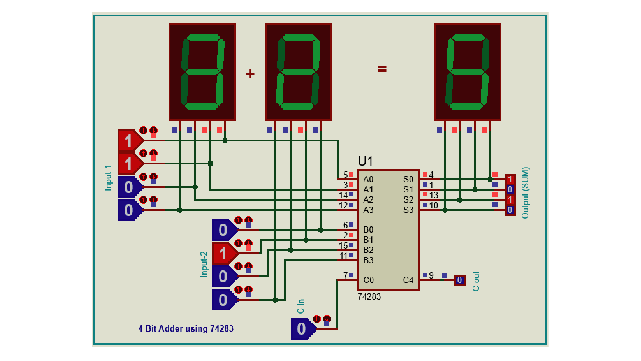 3 + 2 = 5
U1
1
1
0
0
Input-1
5 A0 S0 4
3 A1 S1 1
14 A2 S2 13
12 A3 S3 10
1
0
1
0
Output (SUM)
0
1
0
0
Input-2
6 B0
2 B1
15 B2
11 B3
7 C0 C4 9
0
C out
74283
C In
0
4 Bit Adder using 74283